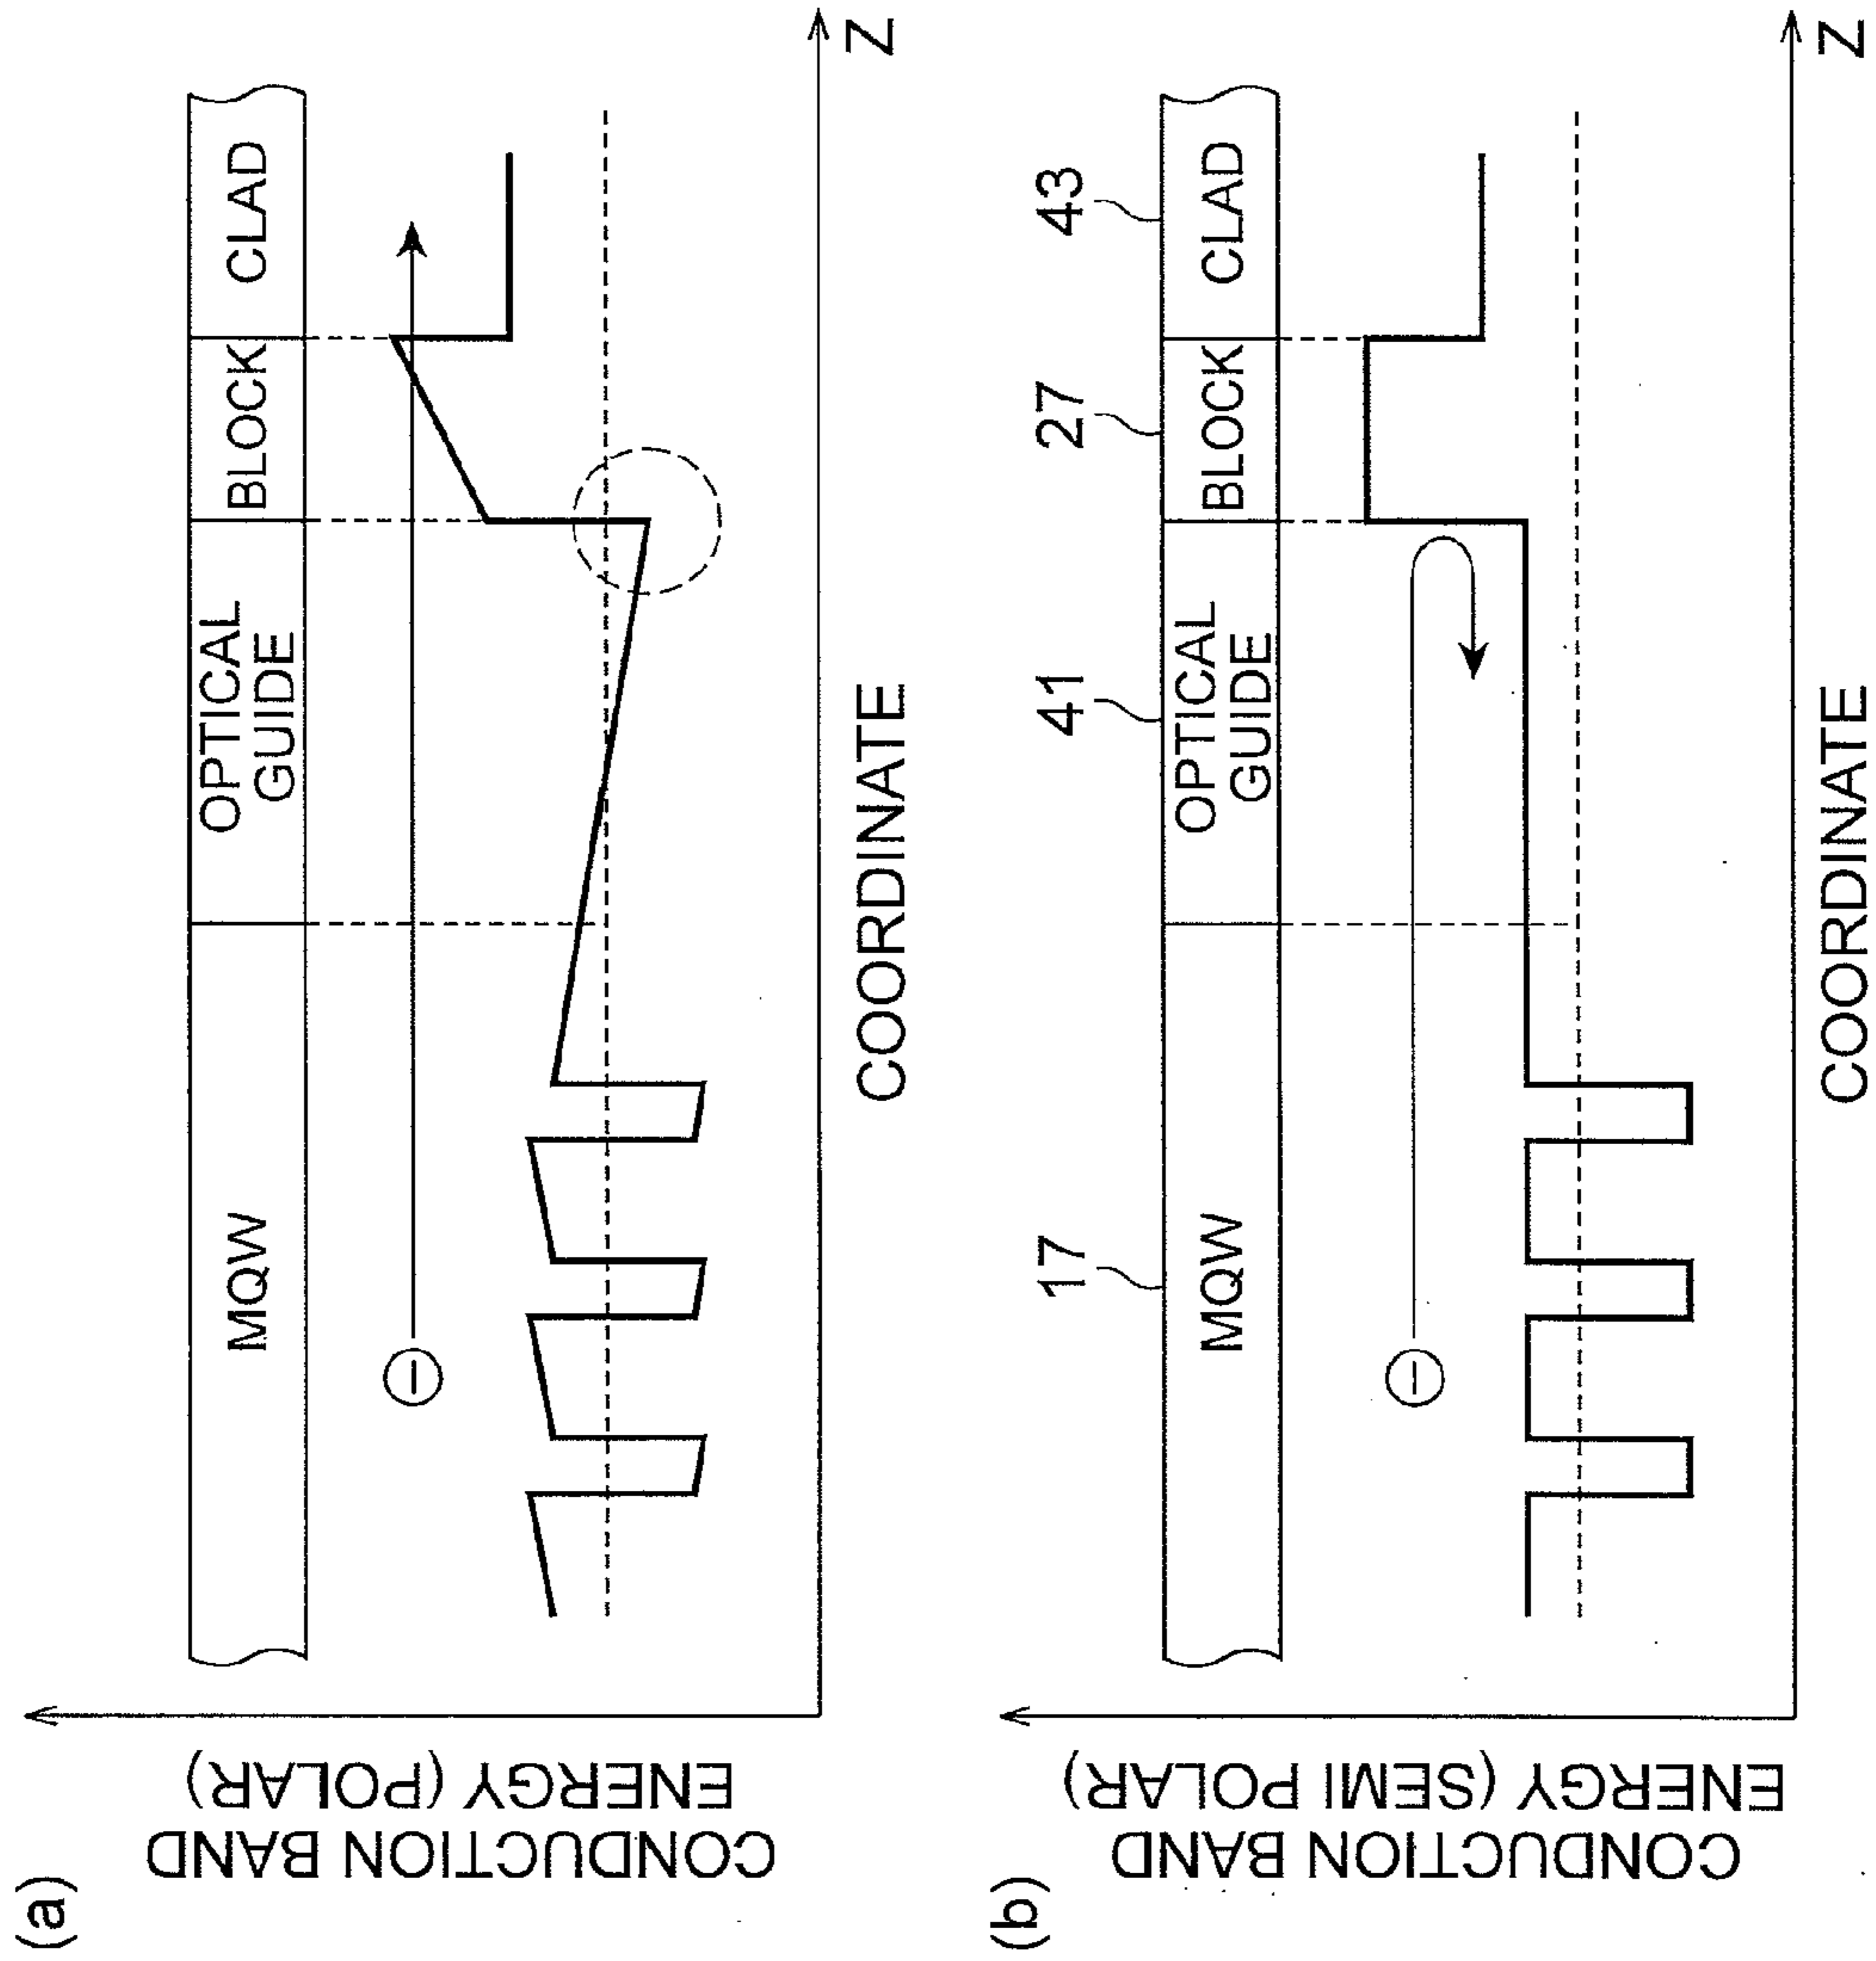 (a)
CONDUCTION BAND
ENERGY (POLAR)
MQW
OPTICAL
GUIDE
BLOCK
CLAD
COORDINATE
Z
(b)
CONDUCTION BAND
ENERGY (SEMI POLAR)
17
41
27
43
MQW
OPTICAL
GUIDE
BLOCK
CLAD
COORDINATE
Z